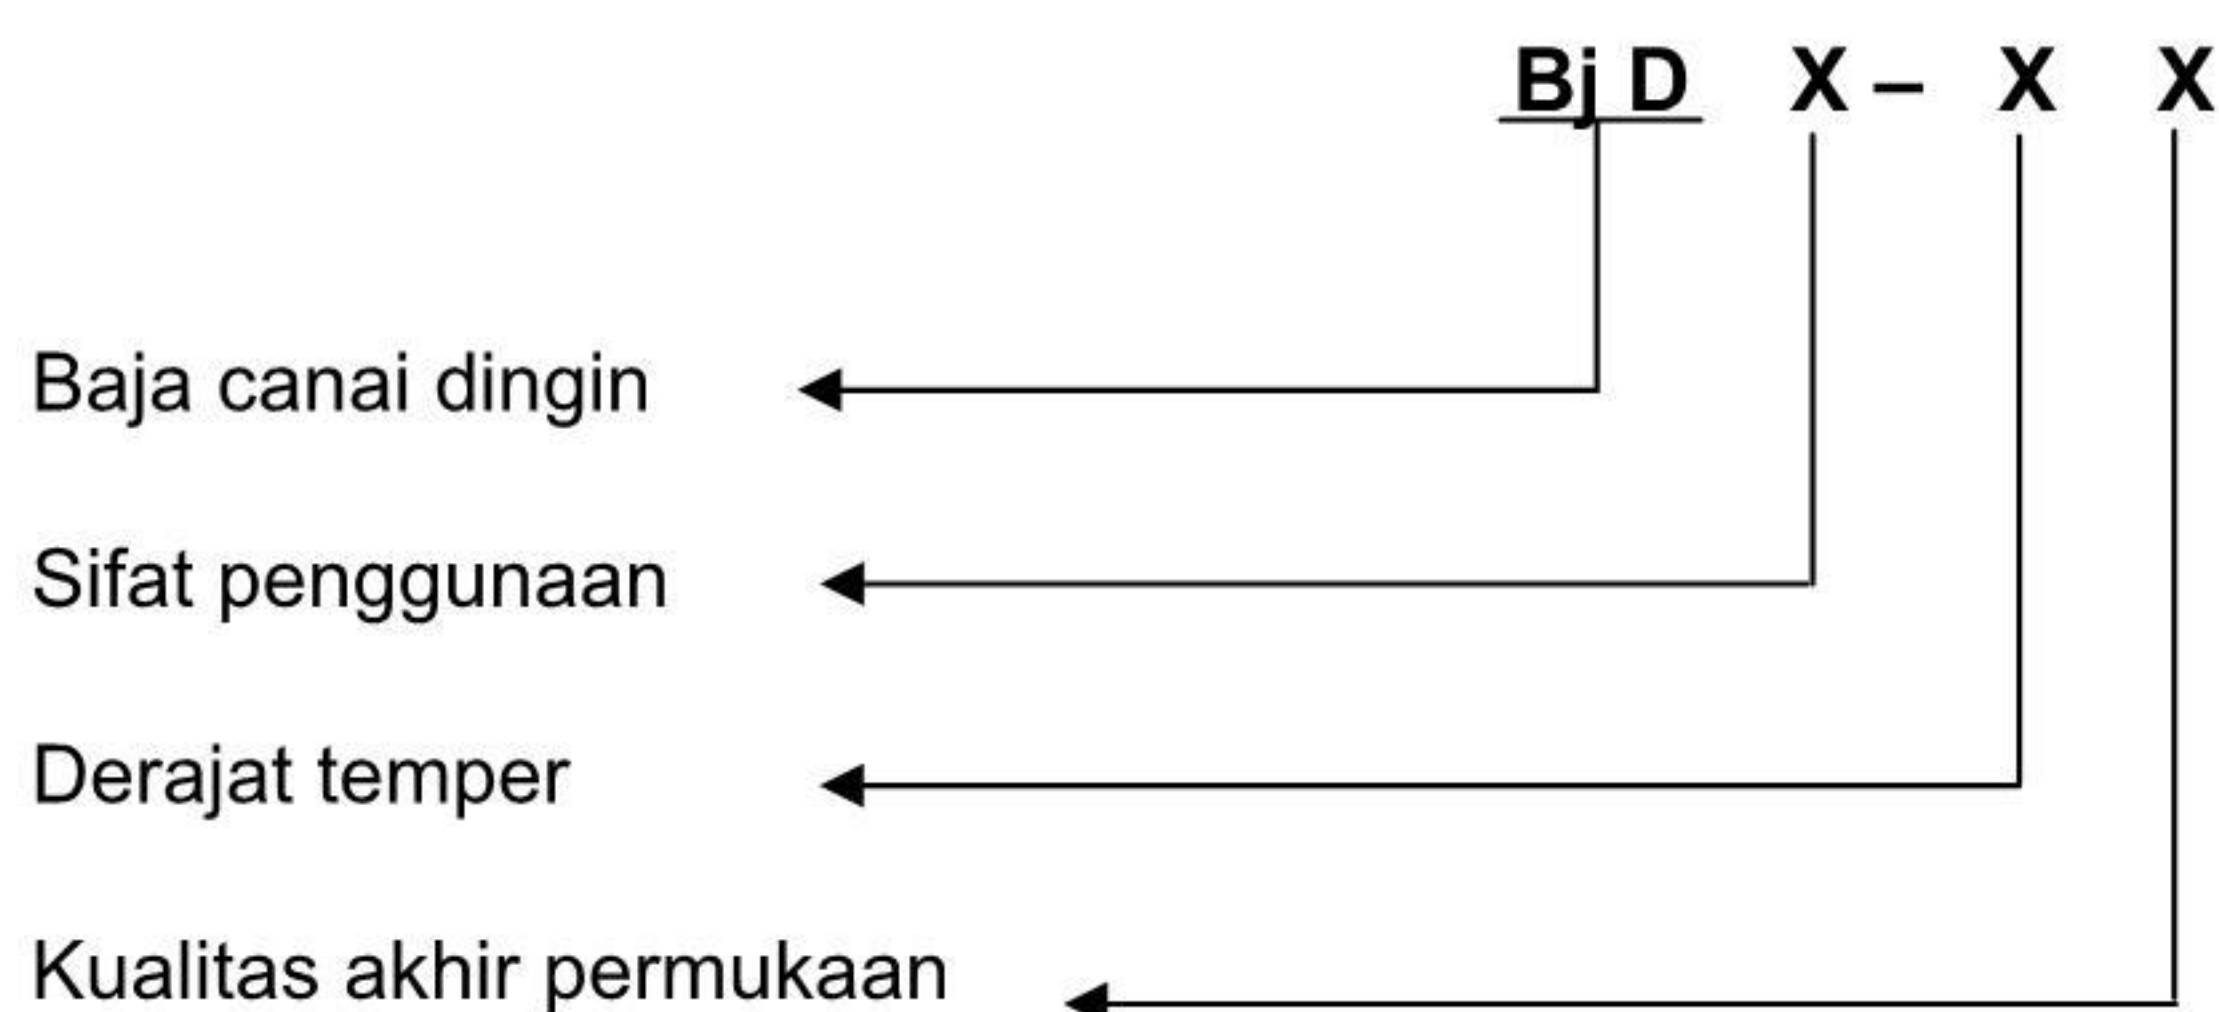 Bj D X – X X
Baja canai dingin
Sifat penggunaan
Derajat temper
Kualitas akhir permukaan